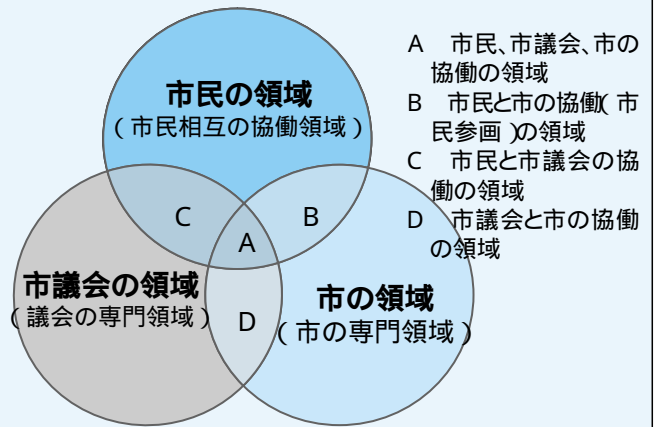 市民の領域
(市民相互の協働領域)
C
B
A
市議会の領域
(議会の専門領域)
D
市の領域
(市の専門領域)
A　市民、市議会、市の
協働の領域
B　市民と市の協働(市
民参画)の領域
C　市民と市議会の協
働の領域
D　市議会と市の協働
の領域